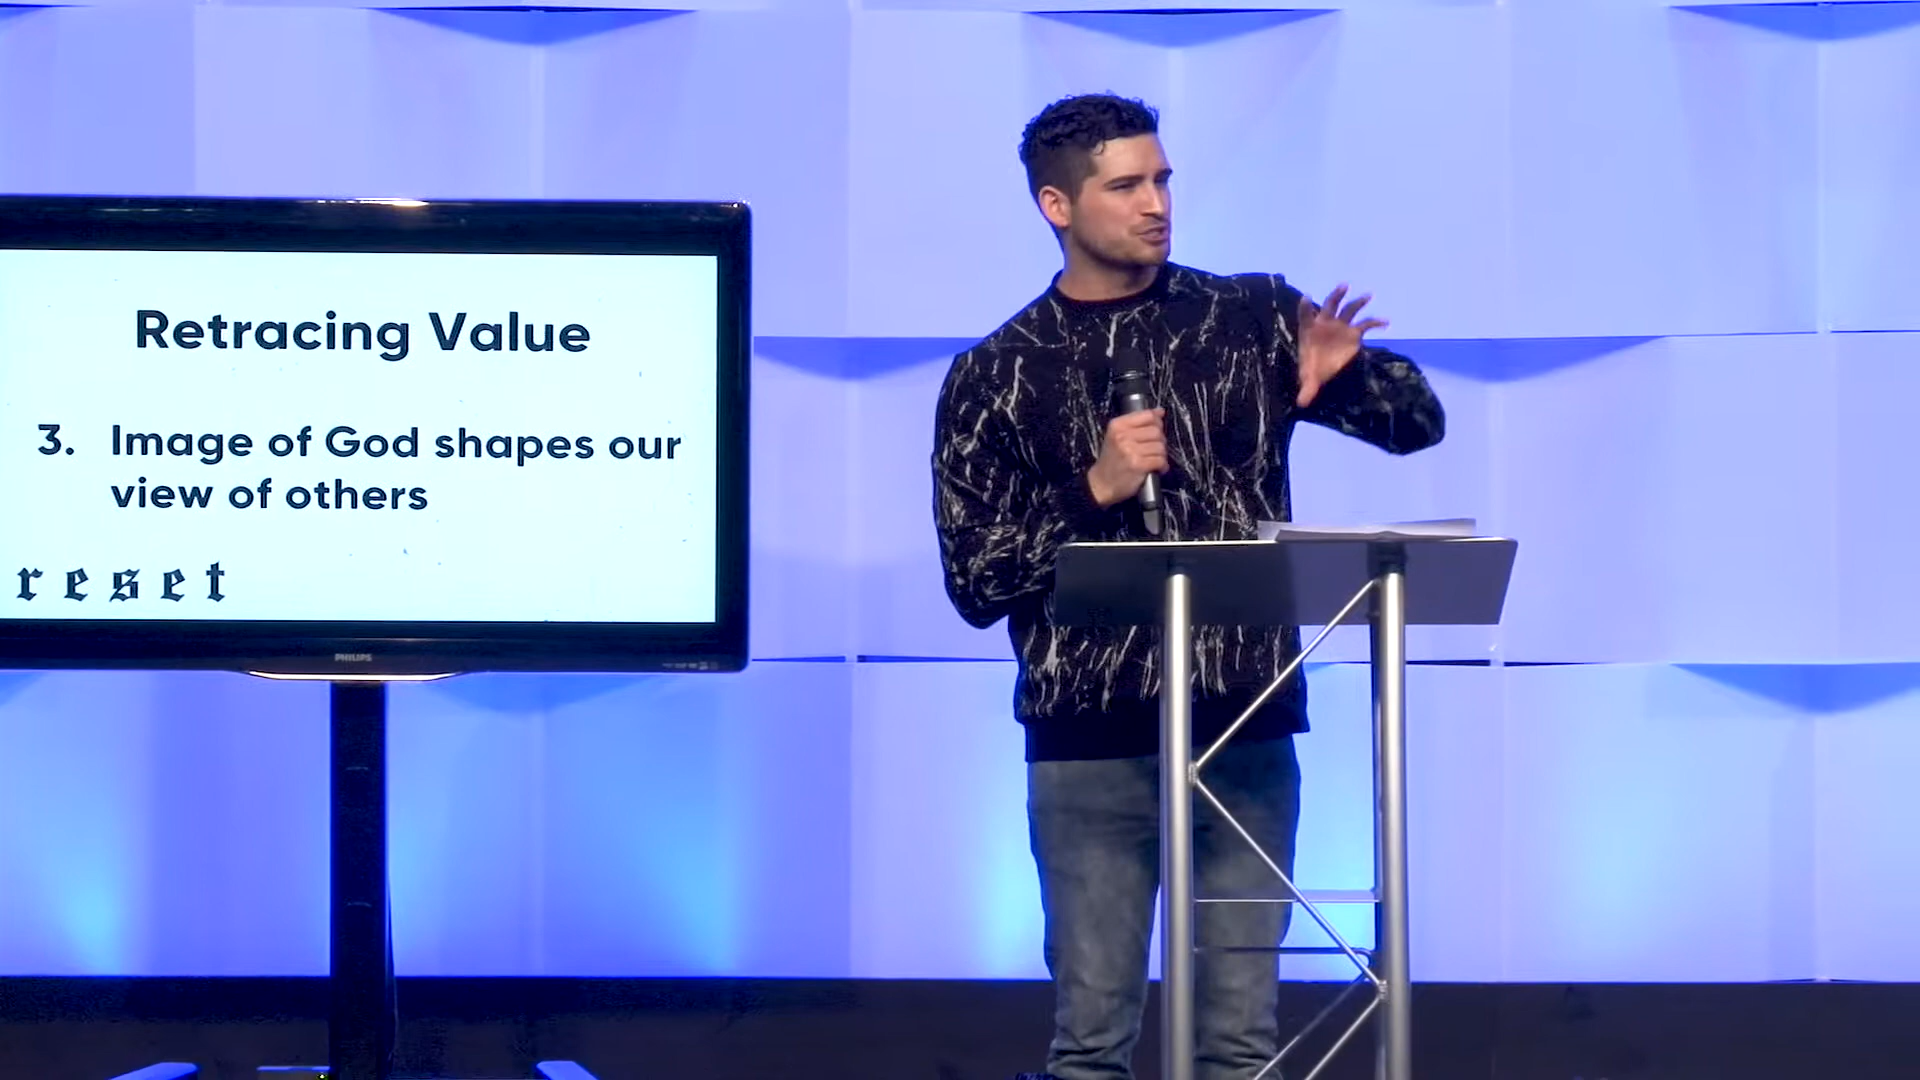 Retracing Value
3. Image of God shapes our
view of others
reset
PHILIPS